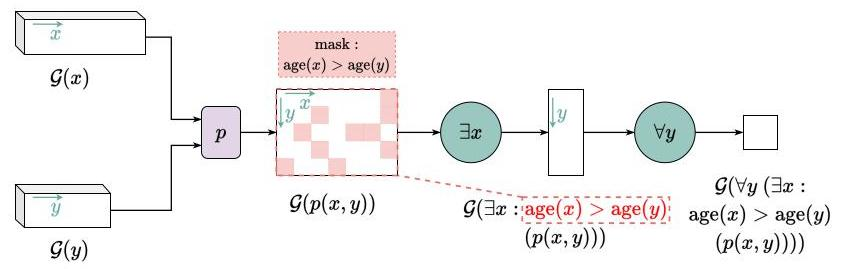 x
𝒢(x)
mask :
age(x) > age(y)
x
y
p
∃x
y
∀y
y
𝒢(y)
𝒢(p(x, y))
𝒢(∃x : age(x) > age(y)
(p(x, y)))
𝒢(∀y (∃x :
age(x) > age(y)
(p(x, y))))